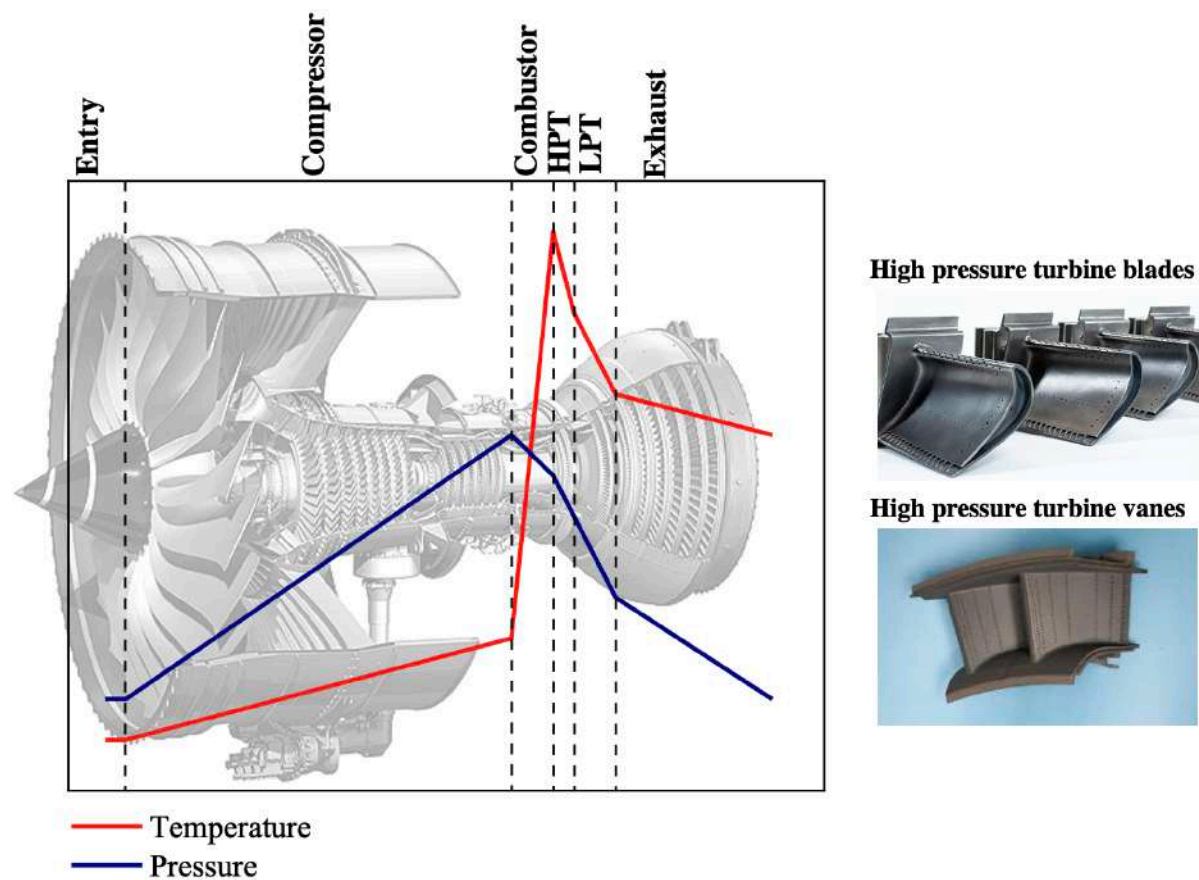 Entry
Compressor
Combustor
HPT
LPT
Exhaust
High pressure turbine blades
High pressure turbine vanes
Temperature
Pressure